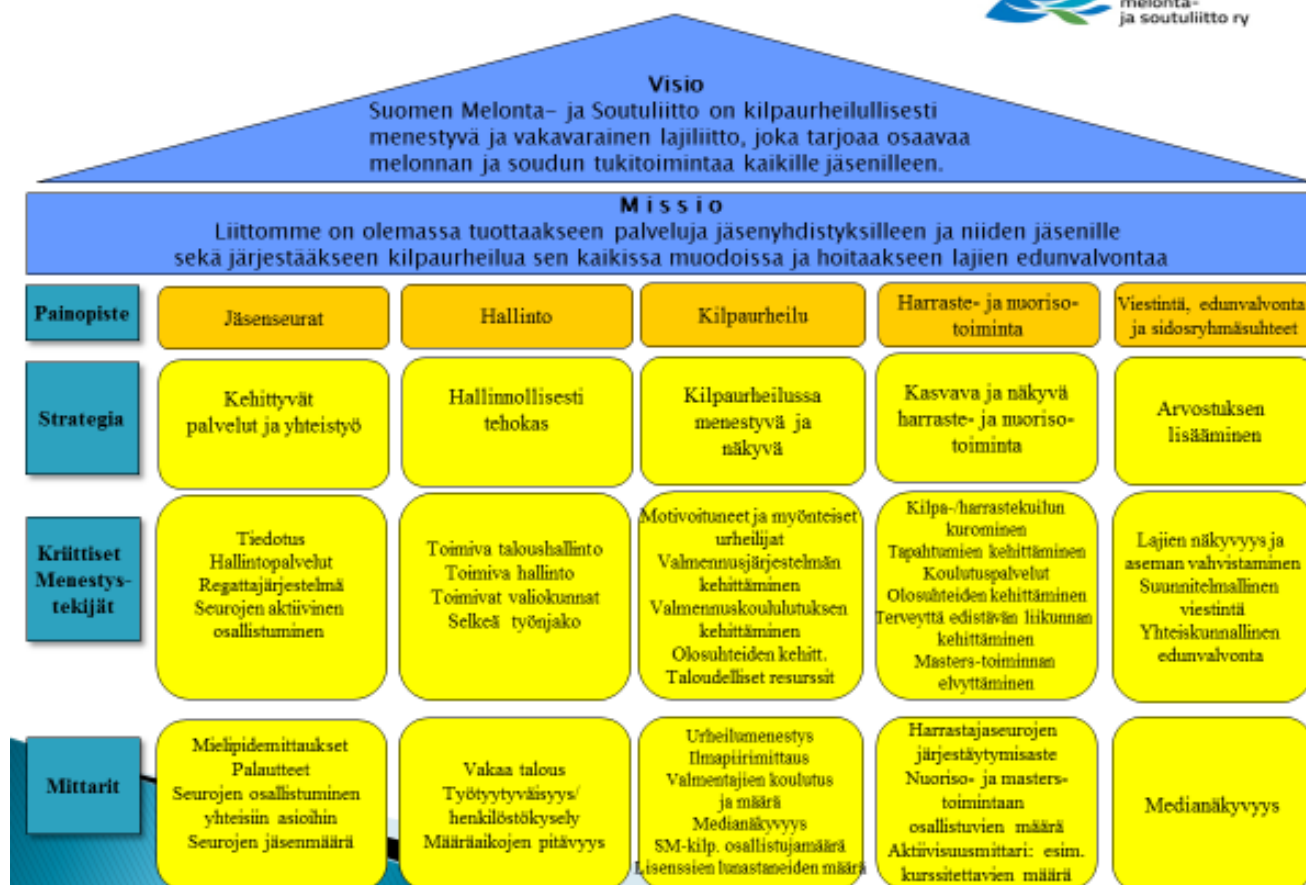 melonta-
ja soutuliitto ry
Visio
Suomen Melonta- ja Soutuliitto on kilpaurheilullisesti
menestyvä ja vakavarainen lajiliitto, joka tarjoaa osaavaa
melonnan ja soudun tukitoimintaa kaikille jäsenilleen.
Missio
Liittomme on olemassa tuottaakseen palveluja jäsenyhdistyksilleen ja niiden jäsenille
sekä järjestääkseen kilpaurheilua sen kaikissa muodoissa ja hoitaakseen lajien edunvalvontaa
Painopiste
Jäsenseurat
Hallinto
Kilpaurheilu
Harraste- ja nuoriso-
toiminta
Viestintä, edunvalvonta
ja sidosryhmäsuhteet
Strategia
Kehittyvät
palvelut ja yhteistyö
Hallinnollisesti
tehokas
Kilpaurheilussa
menestyvä ja
näkyvä
Kasvava ja näkyvä
harraste- ja nuoriso-
toiminta
Arvostuksen
lisääminen
Kriittiset
Menestys-
tekijät
Tiedotus
Hallintopalvelut
Regattajärjestelmä
Seurojen aktiivinen
osallistuminen
Toimiva taloushallinto
Toimiva hallinto
Toimivat valiokunnat
Selkeä työnjako
Motivoituneet ja myönteiset
urheilijat
Valmennusjärjestelmän
kehittäminen
Valmennuskoululutuksen
kehittäminen
Olosuhteiden kehitt.
Taloudelliset resurssit
Kilpa-/harrastekuilun
kurominen
Tapahtumien kehittäminen
Koulutuspalvelut
Olosuhteiden kehittäminen
Terveyttä edistävän liikunnan
kehittäminen
Masters-toiminnan
elvyttäminen
Lajien näkyvyys ja
aseman vahvistaminen
Suunnitelmallinen
viestintä
Yhteiskunnallinen
edunvalvonta
Mittarit
Mielipidemittaukset
Palautteet
Seurojen osallistuminen
yhteisiin asioihin
Seurojen jäsenmäärä
Vakaa talous
Työtyytyväisyys/
henkilöstökysely
Määräaikojen pitävyys
Urheilumenestys
Ilmapiirimittaus
Valmentajien koulutus
ja määrä
Medianäkyvyys
SM-kilp. osallistujamäärä
Lisenssien lunastaneiden määrä
Harrastajaseurojen
järjestäytymisaste
Nuoriso- ja masters-
toimintaan
osallistuvien määrä
Aktiivisuusmittari: esim.
kurssitettavien määrä
Medianäkyvyys